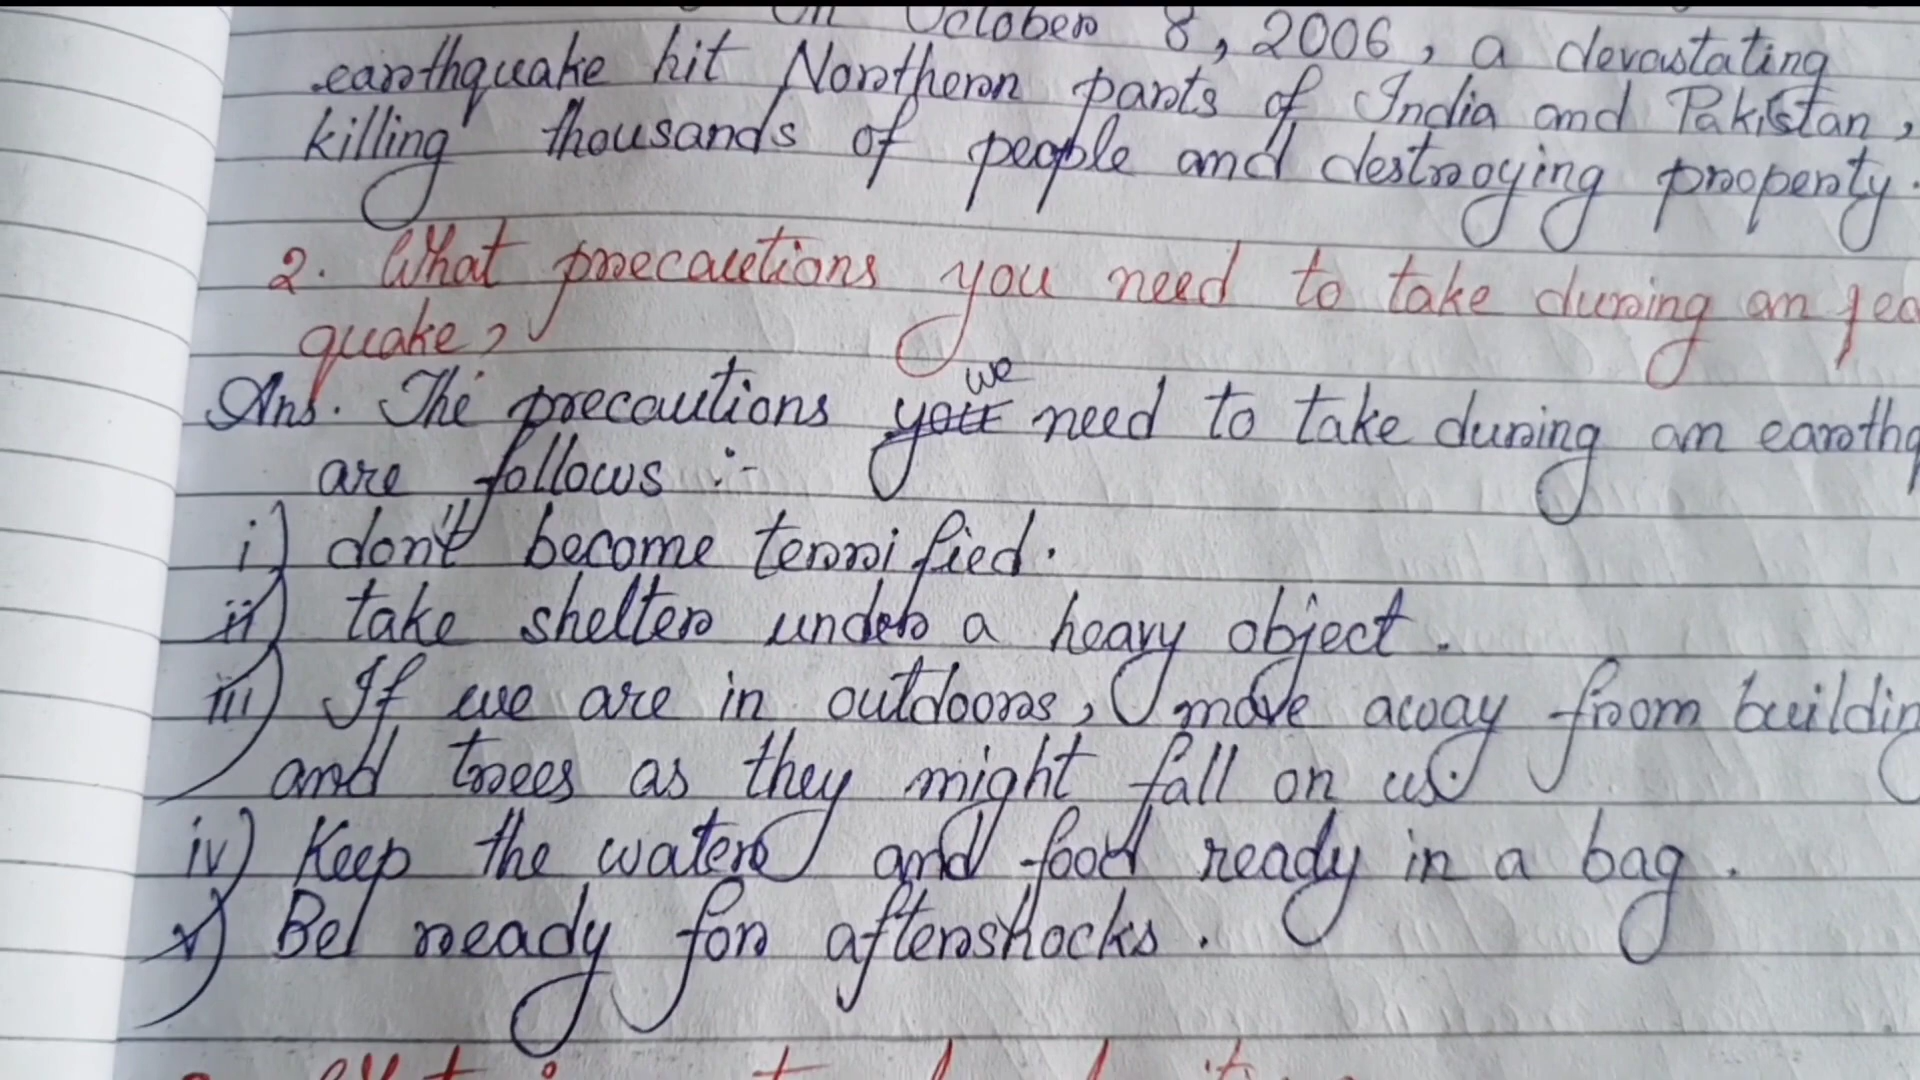 On October 8, 2006, a devastating
earthquake hit Northern parts of India and Pakistan,
killing thousands of people and destroying property.
2. What precautions you need to take during an
quake?
Ans. The precautions we need to take during an earthq
are follows :-
i) don't become terrified.
ii) take shelter under a heavy object.
iii) If we are in outdoors, move away from building
and trees as they might fall on us.
iv) Keep the water and food ready in a bag.
v) Be ready for aftershocks.